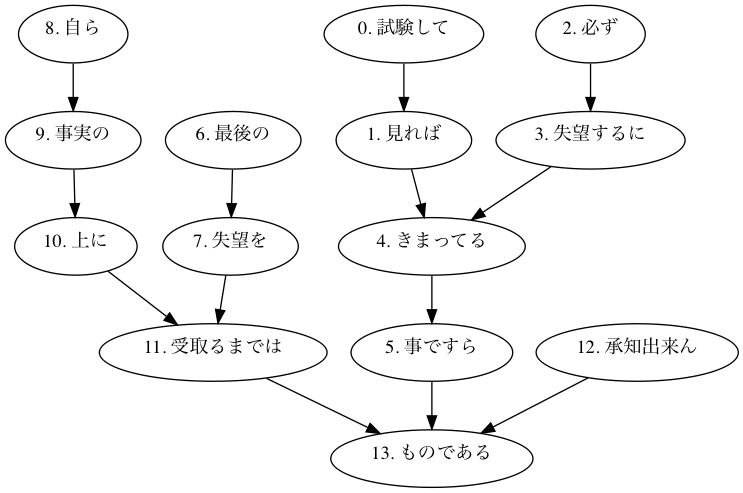 8. 自ら
0. 試験して
2. 必ず
9. 事実の
6. 最後の
1. 見れば
3. 失望するに
10. 上に
7. 失望を
4. きまってる
11. 受取るまでは
5. 事ですら
12. 承知出来ん
13. ものである